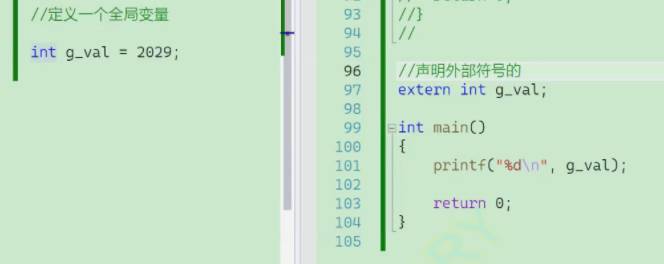 //定义一个全局变量
int g_val = 2029;
93 //}
94 //
95
96 //声明外部符号的
97 extern int g_val;
98
99 int main()
100 {
101 printf("%d\n", g_val);
102
103 return 0;
104 }
105